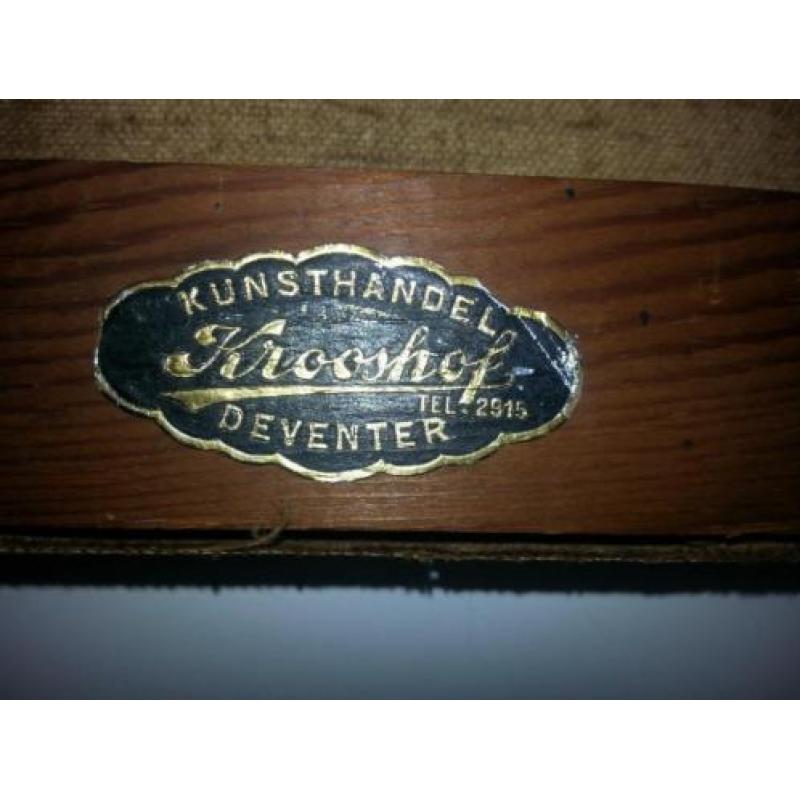 KUNSTHANDEL
Krooshof
TEL. 2915
DEVENTER